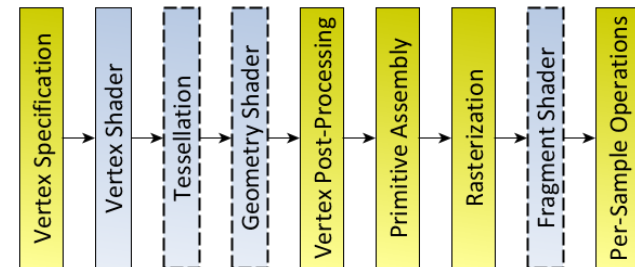 Vertex Specification
Vertex Shader
Tessellation
Geometry Shader
Vertex Post-Processing
Primitive Assembly
Rasterization
Fragment Shader
Per-Sample Operations